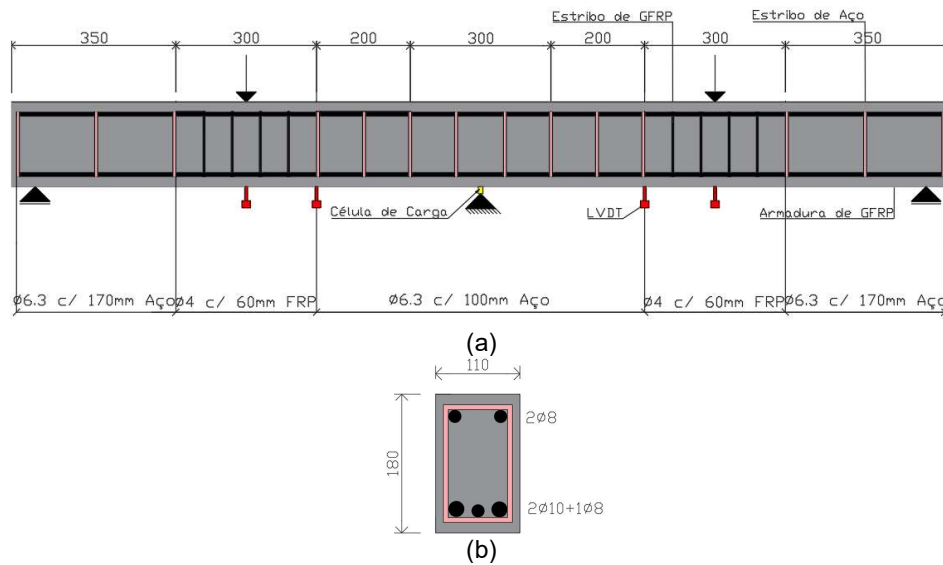 Estribo de GFRP Estribo de Aço
350 300 200 300 200 300 350
Célula de Carga LVDT Armadura de GFRP
Ø6.3 c/ 170mm Aço Ø4 c/ 60mm FRP Ø6.3 c/ 100mm Aço Ø4 c/ 60mm FRP Ø6.3 c/ 170mm Aço
(a)
110
2Ø8
180
2Ø10+1Ø8
(b)